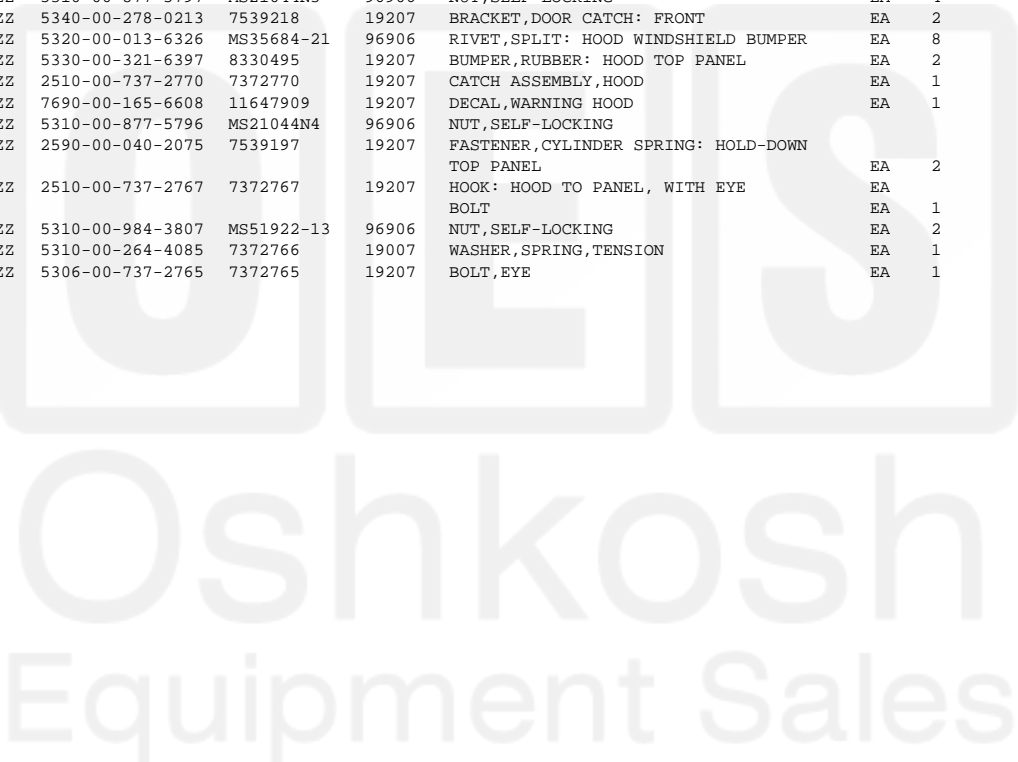 ZZ 5340-00-278-0213 7539218 19207 BRACKET,DOOR CATCH: FRONT EA 2
ZZ 5320-00-013-6326 MS35684-21 96906 RIVET,SPLIT: HOOD WINDSHIELD BUMPER EA 8
ZZ 5330-00-321-6397 8330495 19207 BUMPER,RUBBER: HOOD TOP PANEL EA 2
ZZ 2510-00-737-2770 7372770 19207 CATCH ASSEMBLY,HOOD EA 1
ZZ 7690-00-165-6608 11647909 19207 DECAL,WARNING HOOD EA 1
ZZ 5310-00-877-5796 MS21044N4 96906 NUT,SELF-LOCKING
ZZ 2590-00-040-2075 7539197 19207 FASTENER,CYLINDER SPRING: HOLD-DOWN
TOP PANEL EA 2
ZZ 2510-00-737-2767 7372767 19207 HOOK: HOOD TO PANEL, WITH EYE EA
BOLT EA 1
ZZ 5310-00-984-3807 MS51922-13 96906 NUT,SELF-LOCKING EA 2
ZZ 5310-00-264-4085 7372766 19007 WASHER,SPRING,TENSION EA 1
ZZ 5306-00-737-2765 7372765 19207 BOLT,EYE EA 1
OES
Oshkosh
Equipment Sales